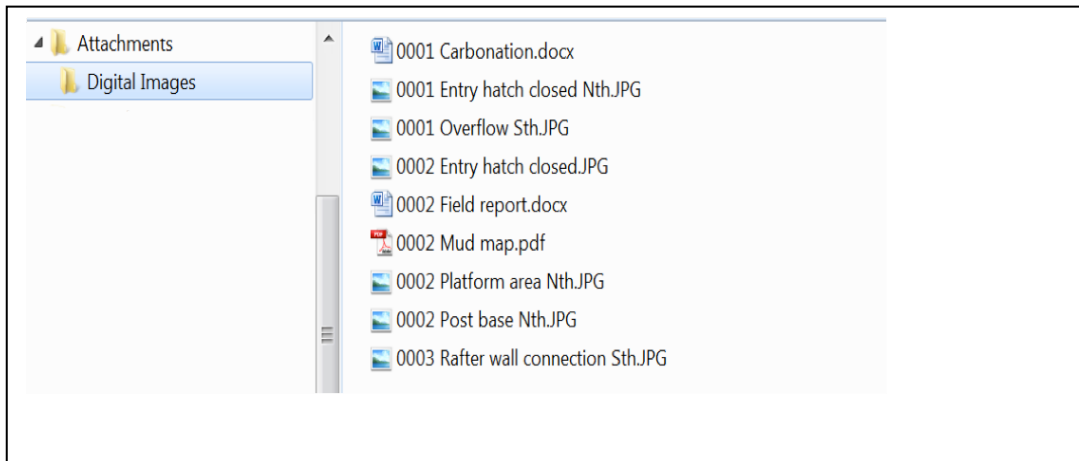 Attachments
Digital Images
0001 Carbonation.docx
0001 Entry hatch closed Nth.JPG
0001 Overflow Sth.JPG
0002 Entry hatch closed.JPG
0002 Field report.docx
0002 Mud map.pdf
0002 Platform area Nth.JPG
0002 Post base Nth.JPG
0003 Rafter wall connection Sth.JPG